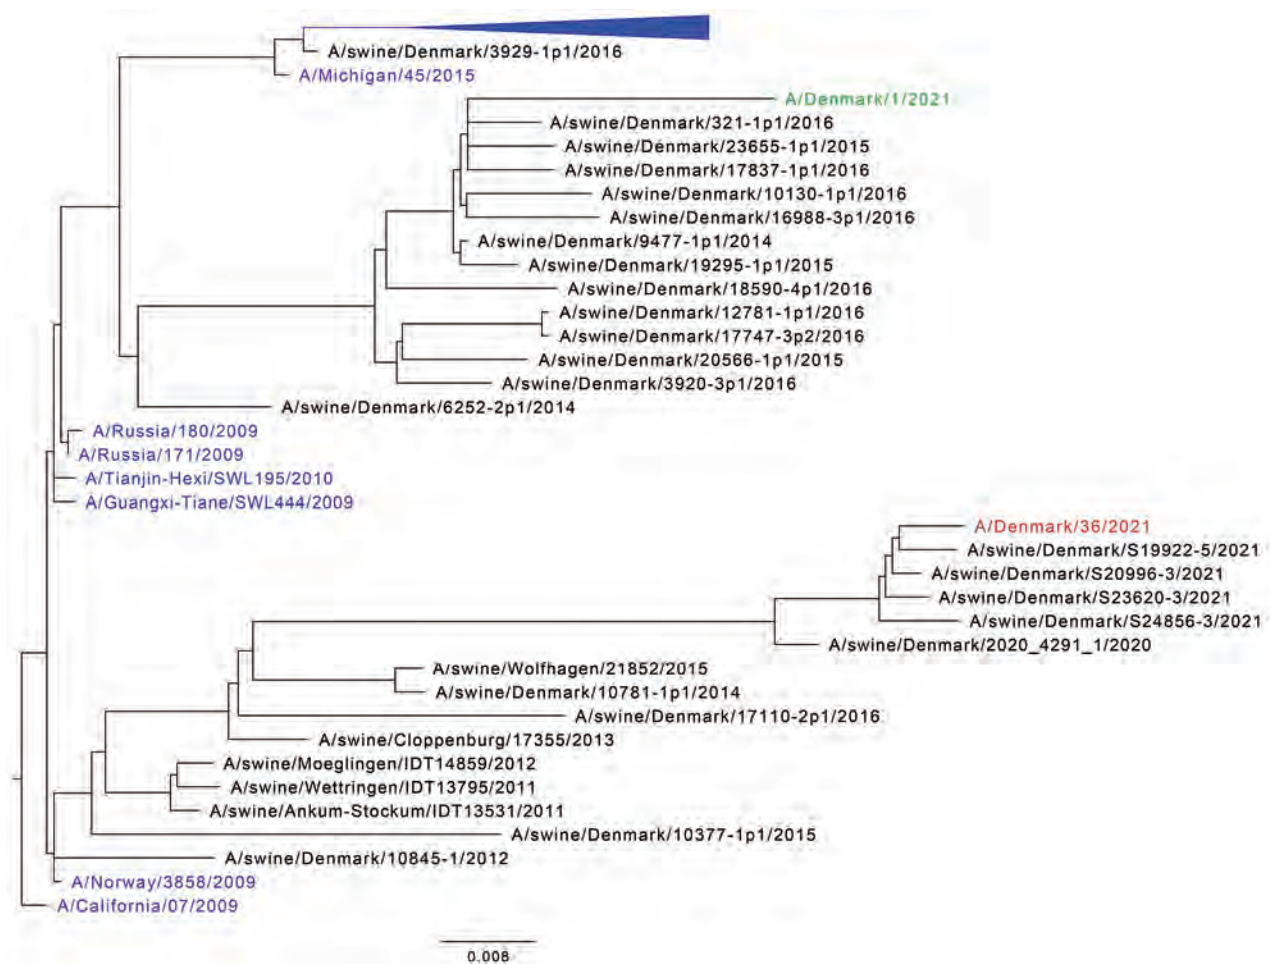 A/swine/Denmark/3929-1p1/2016
A/Michigan/45/2015
A/Denmark/1/2021
A/swine/Denmark/321-1p1/2016
A/swine/Denmark/23655-1p1/2015
A/swine/Denmark/17837-1p1/2016
A/swine/Denmark/10130-1p1/2016
A/swine/Denmark/16988-3p1/2016
A/swine/Denmark/9477-1p1/2014
A/swine/Denmark/19295-1p1/2015
A/swine/Denmark/18590-4p1/2016
A/swine/Denmark/12781-1p1/2016
A/swine/Denmark/17747-3p2/2016
A/swine/Denmark/20566-1p1/2015
A/swine/Denmark/3920-3p1/2016
A/swine/Denmark/6252-2p1/2014
A/Russia/180/2009
A/Russia/171/2009
A/Tianjin-Hexi/SWL195/2010
A/Guangxi-Tiane/SWL444/2009
A/Denmark/36/2021
A/swine/Denmark/S19922-5/2021
A/swine/Denmark/S20996-3/2021
A/swine/Denmark/S23620-3/2021
A/swine/Denmark/S24856-3/2021
A/swine/Denmark/2020_4291_1/2020
A/swine/Wolfhagen/21852/2015
A/swine/Denmark/10781-1p1/2014
A/swine/Denmark/17110-2p1/2016
A/swine/Cloppenburg/17355/2013
A/swine/Moeglingen/IDT14859/2012
A/swine/Wettringen/IDT13795/2011
A/swine/Ankum-Stockum/IDT13531/2011
A/swine/Denmark/10377-1p1/2015
A/swine/Denmark/10845-1/2012
A/Norway/3858/2009
A/California/07/2009
0.008